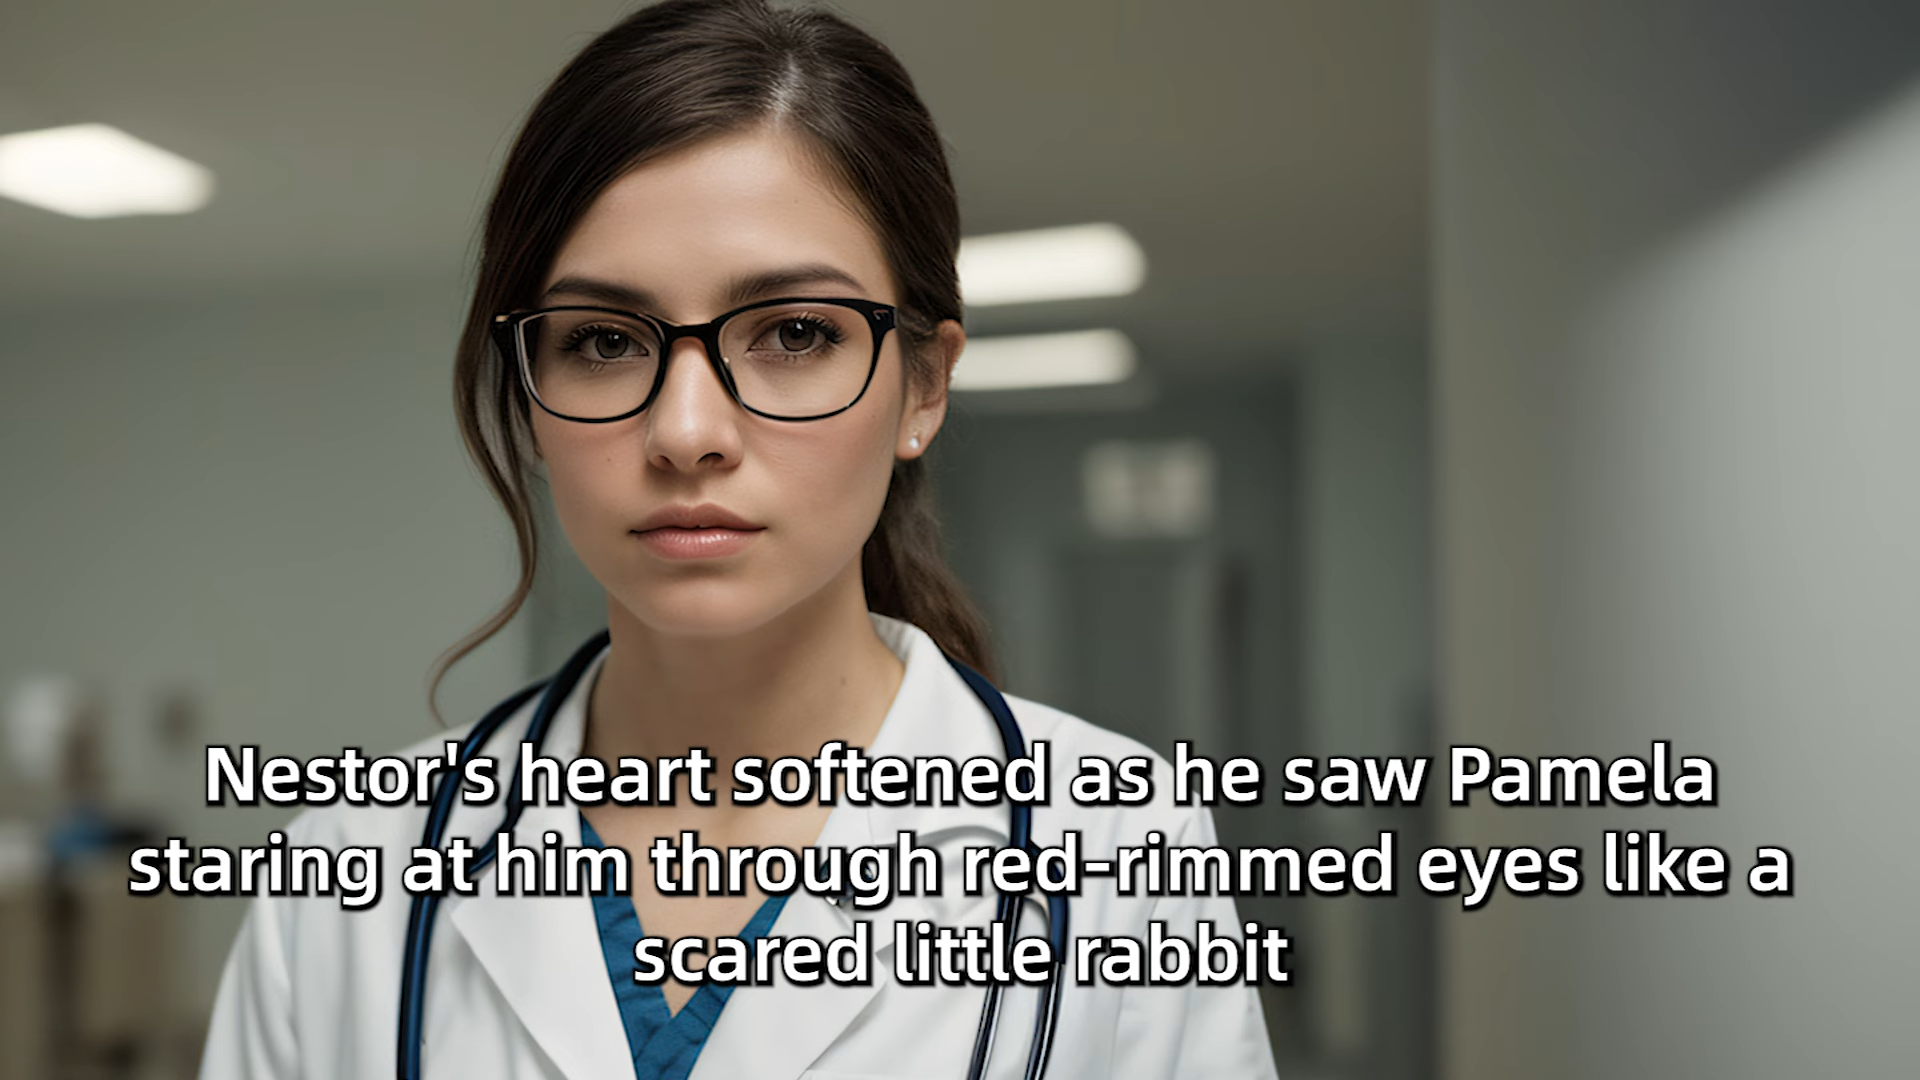 Nestor's heart softened as he saw Pamela
staring at him through red-rimmed eyes like a
scared little rabbit